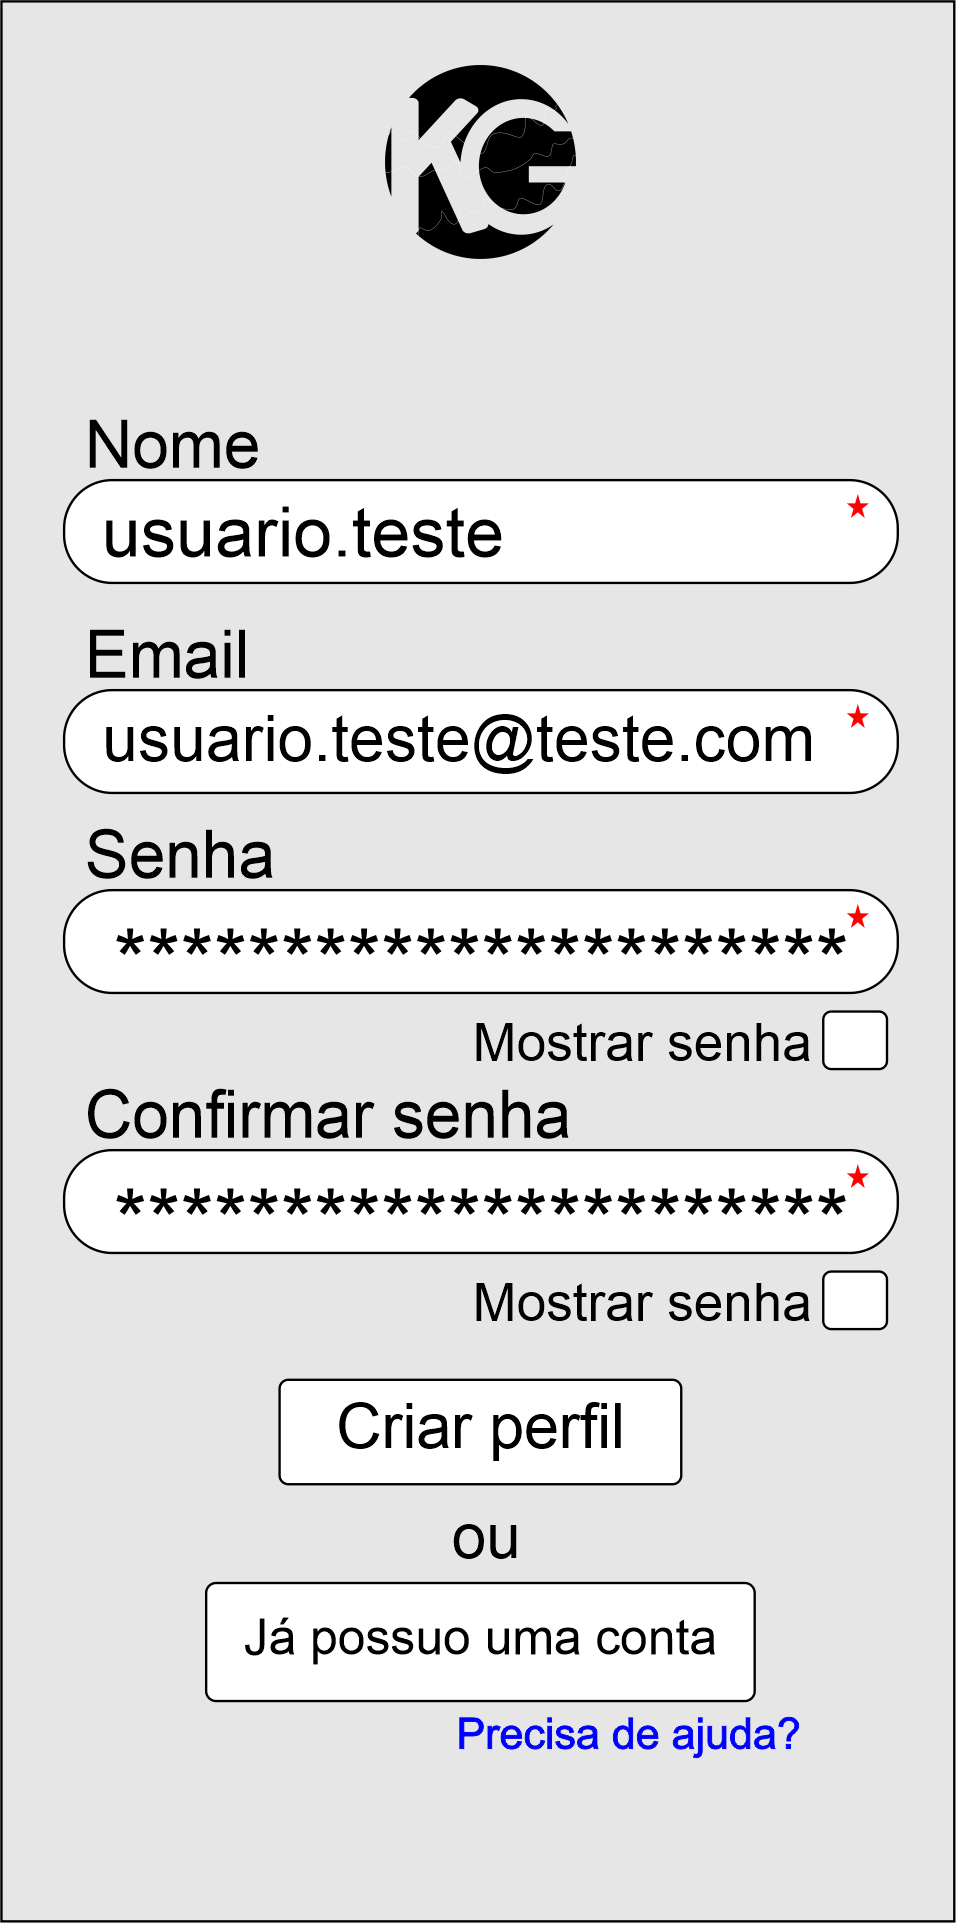 KG
Nome
usuario.teste
Email
usuario.teste@teste.com
Senha
**********************
Mostrar senha
Confirmar senha
**********************
Mostrar senha
Criar perfil
ou
Já possuo uma conta
Precisa de ajuda?